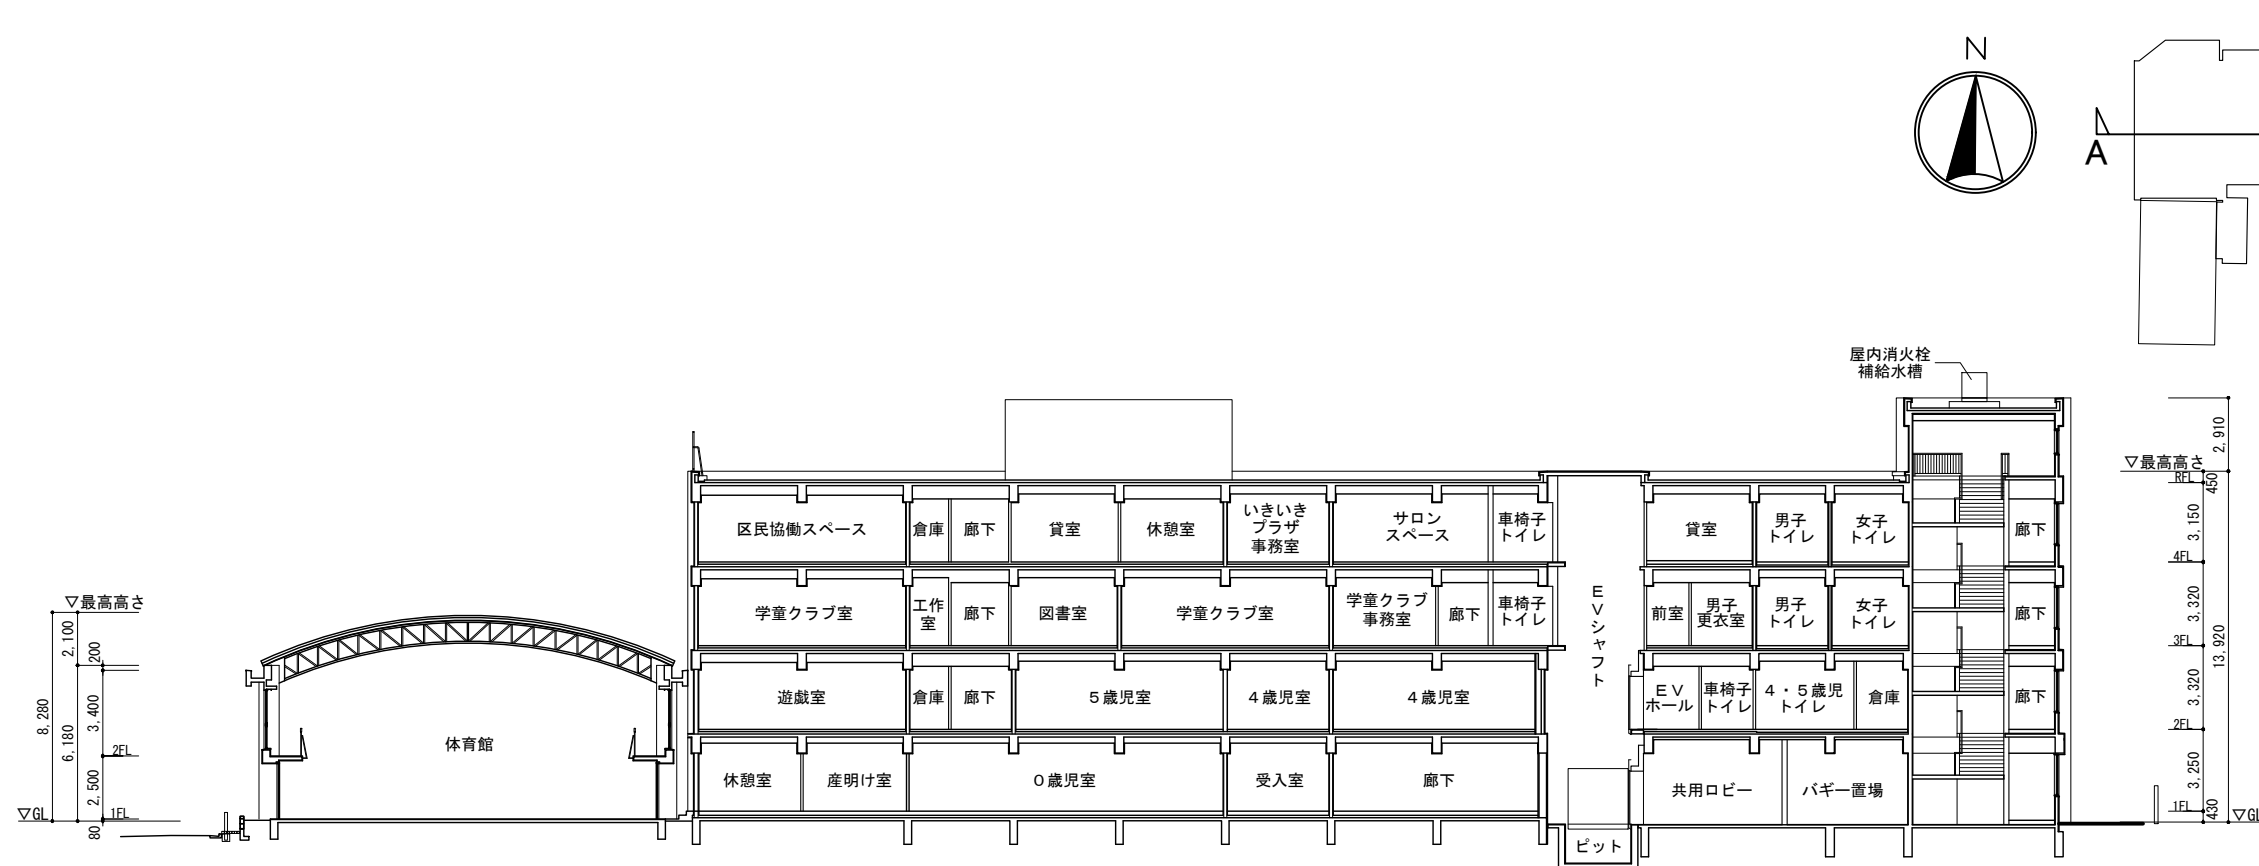 N
A
屋内消火栓
補給水槽
2,910
▽最高高さ
RFL
450
3,150
4FL
3,320
3FL
13,920
3,320
2FL
3,250
1FL
430
▽GL
区民協働スペース
倉庫
廊下
貸室
休憩室
いきいき
プラザ
事務室
サロン
スペース
車椅子
トイレ
貸室
男子
トイレ
女子
トイレ
廊下
学童クラブ室
工作
室
廊下
図書室
学童クラブ室
学童クラブ
事務室
廊下
車椅子
トイレ
EVシャフト
前室
男子
更衣室
男子
トイレ
女子
トイレ
廊下
遊戯室
倉庫
廊下
5歳児室
4歳児室
4歳児室
EV
ホール
車椅子
トイレ
4・5歳児
トイレ
倉庫
廊下
休憩室
産明け室
0歳児室
受入室
廊下
共用ロビー
バギー置場
ピット
体育館
▽最高高さ
2,100
200
8,280
6,180
3,400
2FL
2,500
1FL
▽GL
80